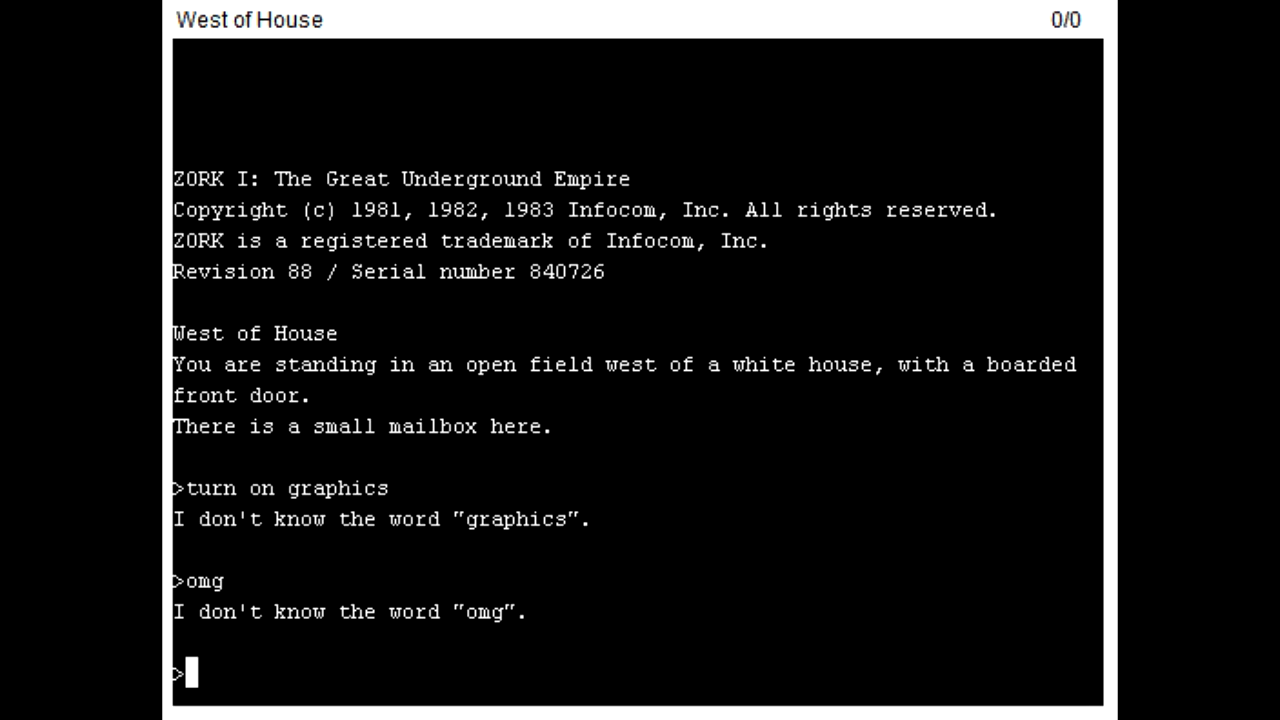 West of House 0/0
ZORK I: The Great Underground Empire
Copyright (c) 1981, 1982, 1983 Infocom, Inc. All rights reserved.
ZORK is a registered trademark of Infocom, Inc.
Revision 88 / Serial number 840726
West of House
You are standing in an open field west of a white house, with a boarded
front door.
There is a small mailbox here.
>turn on graphics
I don't know the word "graphics".
>omg
I don't know the word "omg".
>